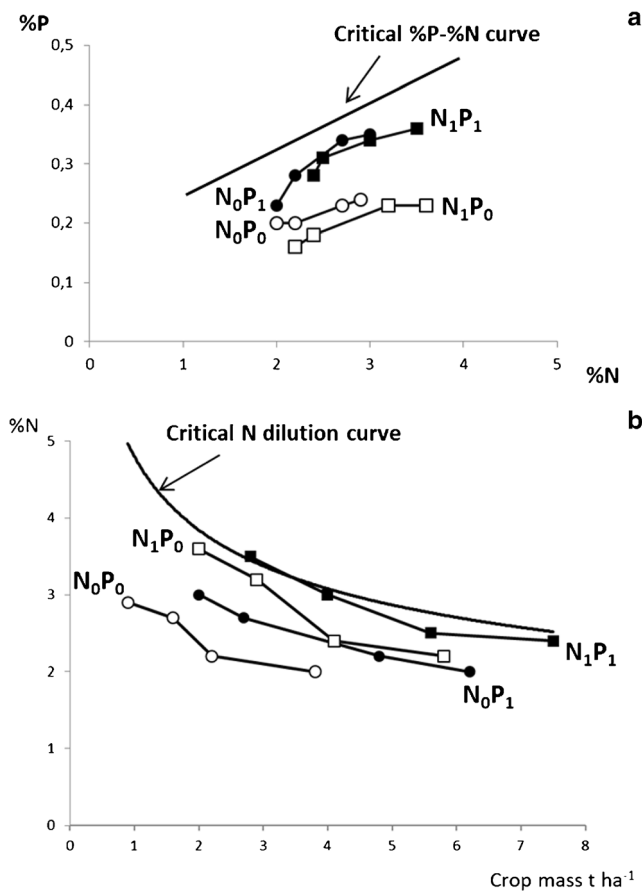 %P
a
Critical %P-%N curve
0,5
0,4
0,3
0,2
0,1
0
N₁P₁
N₀P₁
N₀P₀
N₁P₀
0 1 2 3 4 5
%N
b
%N
Critical N dilution curve
5
4
3
2
1
0
N₁P₀
N₀P₀
N₁P₁
N₀P₁
0 1 2 3 4 5 6 7 8
Crop mass t ha⁻¹